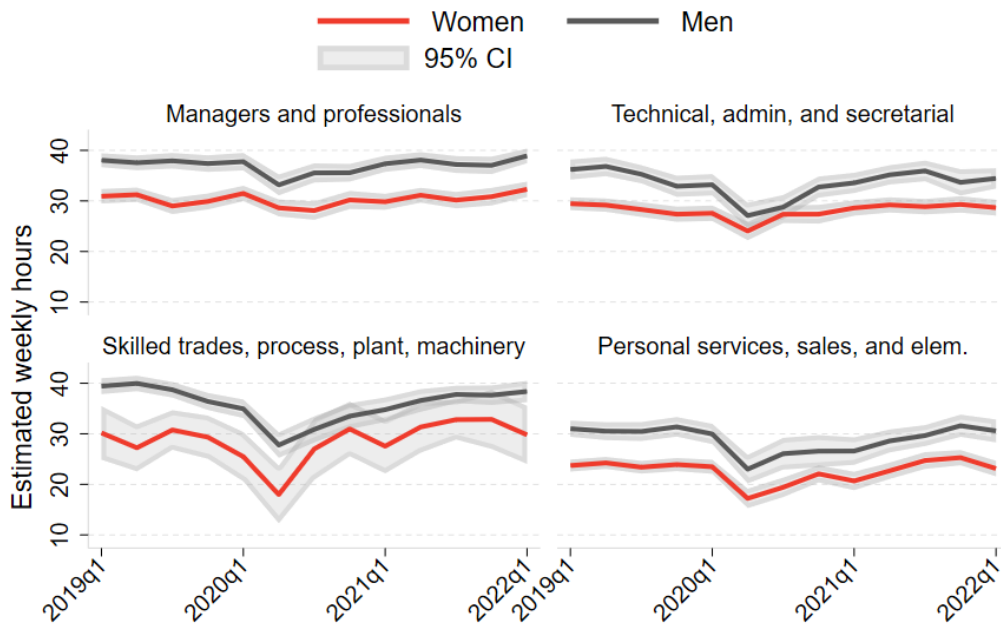 Women Men
95% CI
Managers and professionals
Technical, admin, and secretarial
Estimated weekly hours
40
30
20
10
Skilled trades, process, plant, machinery
Personal services, sales, and elem.
40
30
20
10
2019q1 2020q1 2021q1 2022q1
2019q1 2020q1 2021q1 2022q1